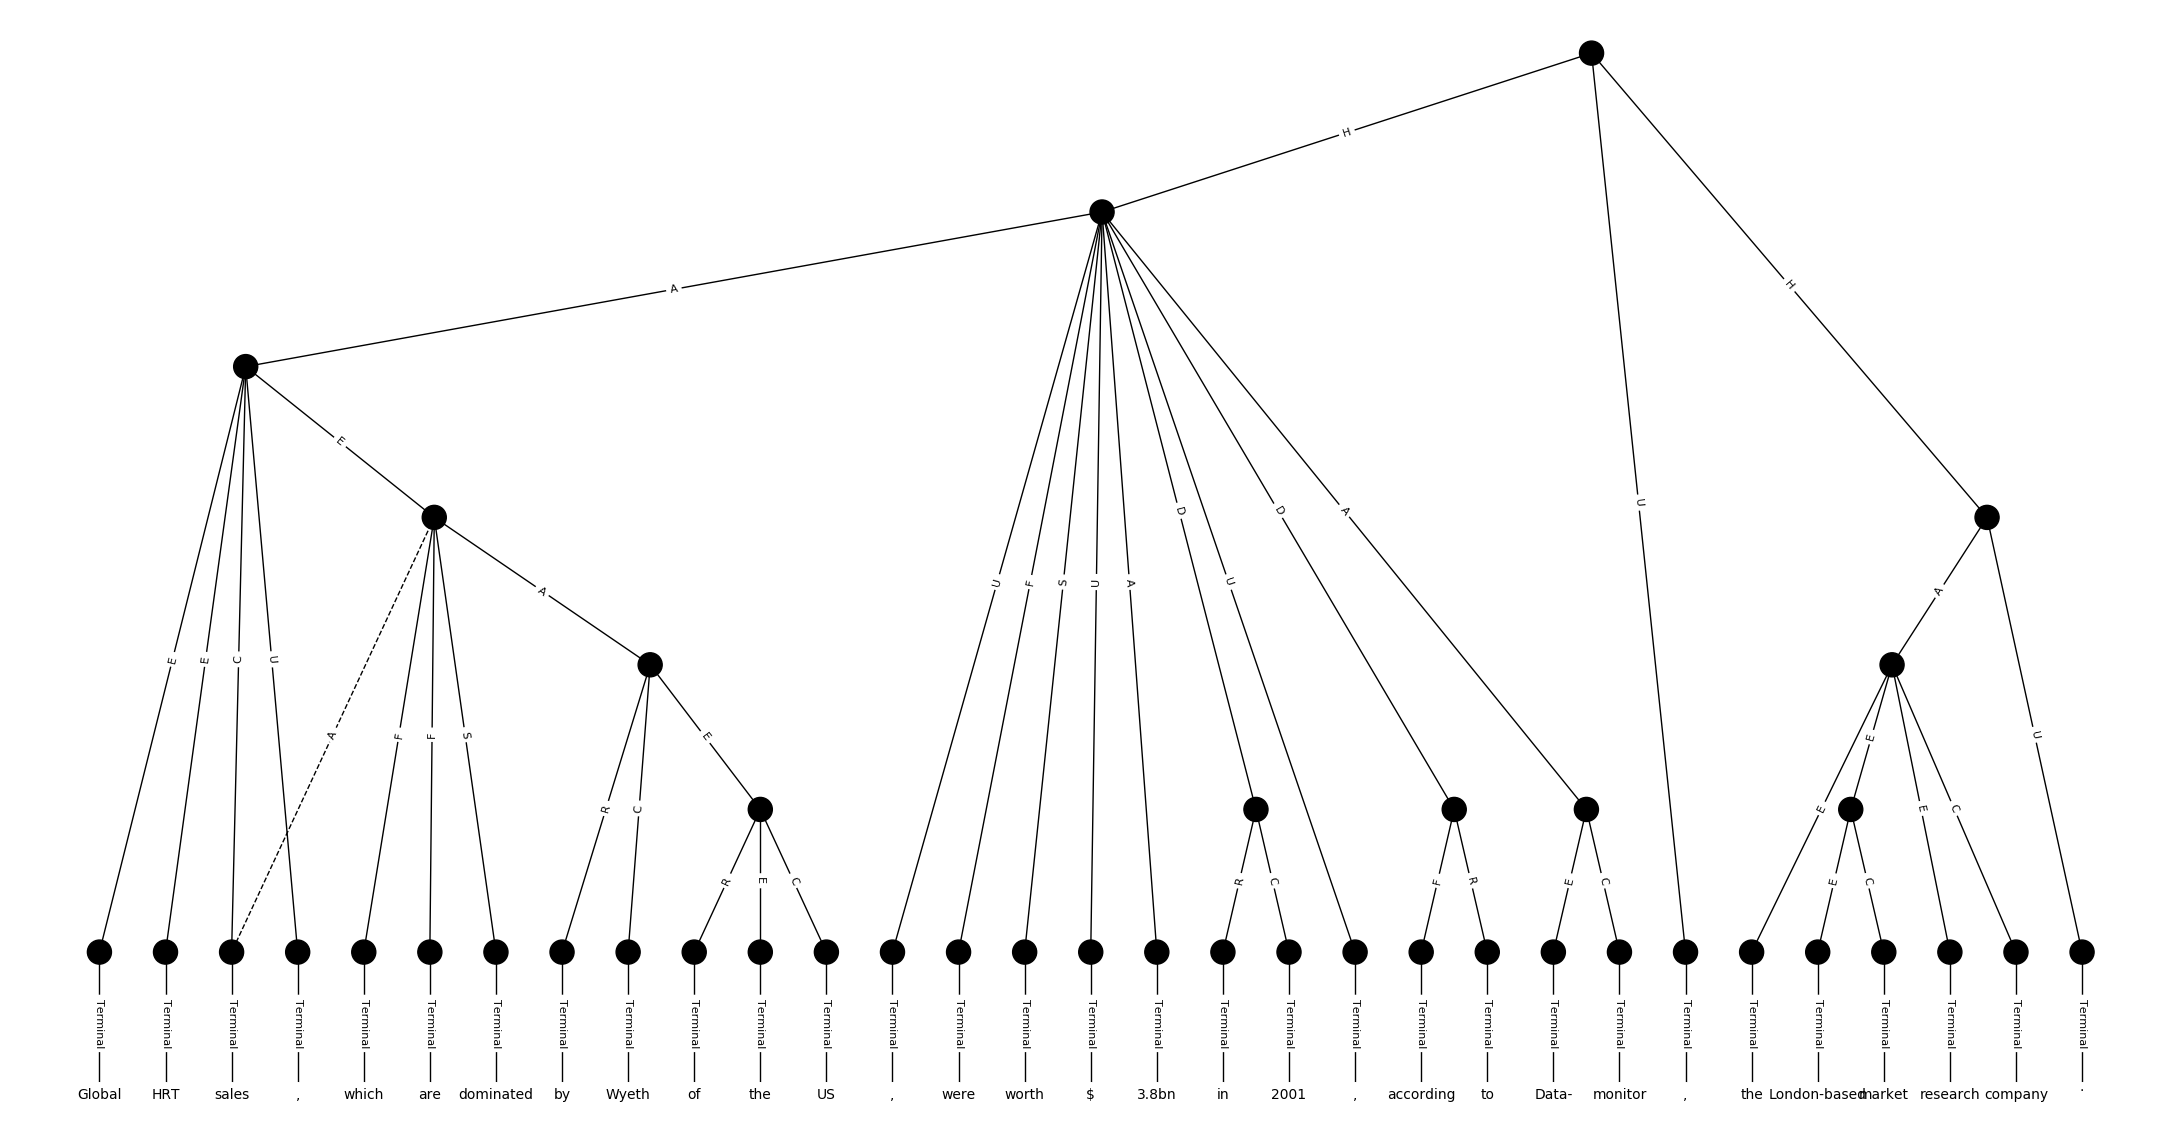 H
A
H
E
A
U F S U A D U D A
U
E E C U
A F F S
A
A
U
R C E
E E E C
R E C
R C
F R
E C
E C
Terminal Terminal Terminal Terminal Terminal Terminal Terminal Terminal Terminal Terminal Terminal Terminal Terminal Terminal Terminal Terminal Terminal Terminal Terminal Terminal Terminal Terminal Terminal Terminal Terminal Terminal Terminal Terminal Terminal Terminal Terminal
Global HRT sales , which are dominated by Wyeth of the US , were worth $ 3.8bn in 2001 , according to Data- monitor , the London-based market research company .